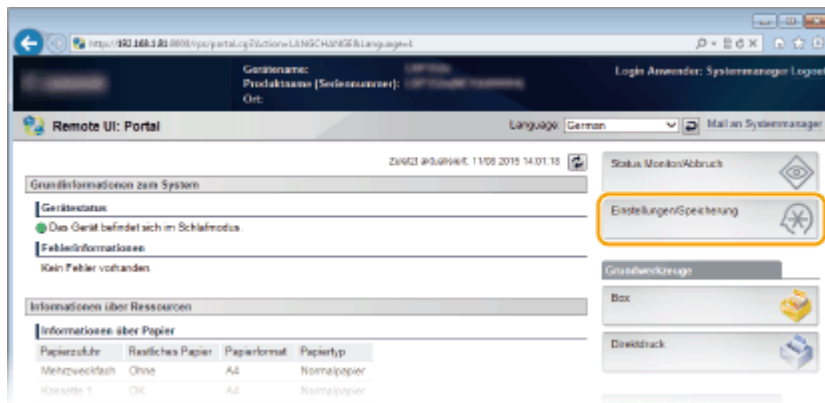 Gerätename:
Login Anwender: Systemmanager Logout
Produktname (Seriennummer):
Ort:
Remote UI: Portal
Language: German
Mail an Systemmanager
Zuletzt aktualisiert: 11/08 2015 14:01:18
Status Monitor/Abbruch
Grundinformationen zum System
Gerätestatus
Einstellungen/Speicherung
Das Gerät befindet sich im Schlafmodus.
Fehlerinformationen
Kein Fehler vorhanden.
Grundwerkzeuge
Box
Informationen über Ressourcen
Informationen über Papier
Direktdruck
Papierzufuhr Restliches Papier Papierformat Papiertyp
Mehrzweckfach Ohne A4 Normalpapier
Kassette 1 OK A4 Normalpapier